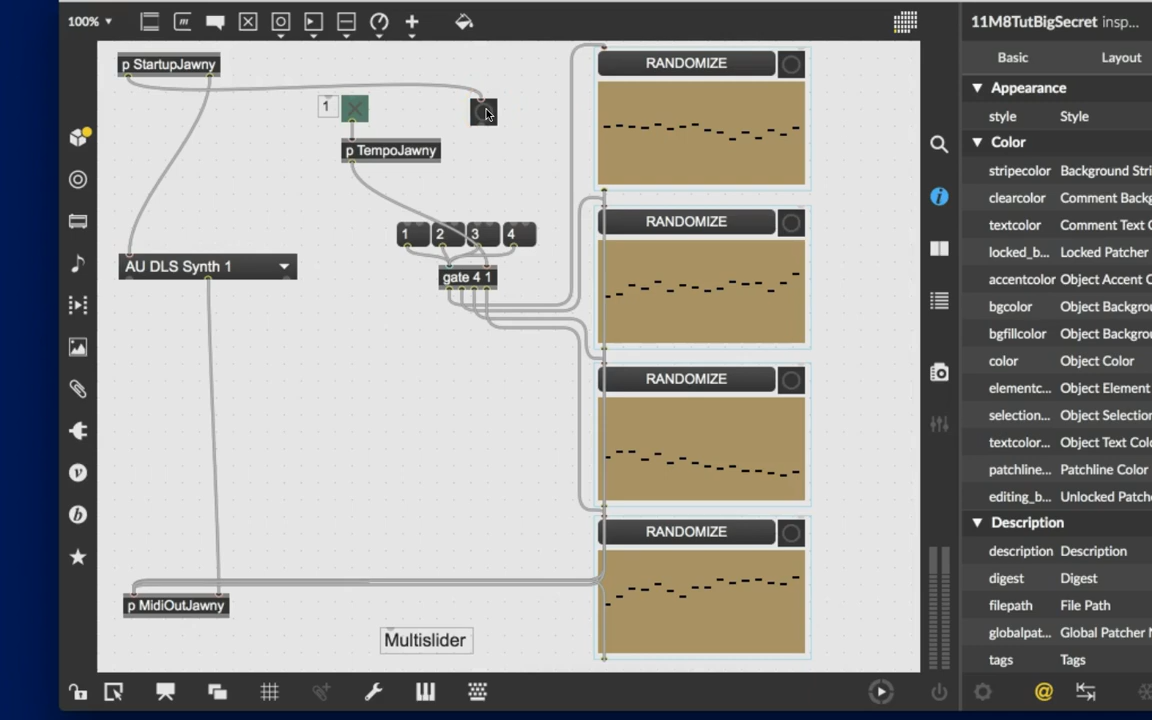 100%
11M8TutBigSecret insp...
Basic Layout
Appearance
style Style
Color
stripecolor Background Stri
clearcolor Comment Backg
textcolor Comment Text C
locked_b... Locked Patcher
accentcolor Object Accent C
bgcolor Object Backgrou
bgfillcolor Object Backgrou
color Object Color
elementc... Object Element
selection... Object Selection
textcolor... Object Text Colo
patchline... Patchline Color
editing_b... Unlocked Patche
Description
description Description
digest Digest
filepath File Path
globalpat... Global Patcher N
tags Tags
p StartupJawny
1
p TempoJawny
1 2 3 4
gate 4 1
AU DLS Synth 1
p MidiOutJawny
Multislider
RANDOMIZE
RANDOMIZE
RANDOMIZE
RANDOMIZE